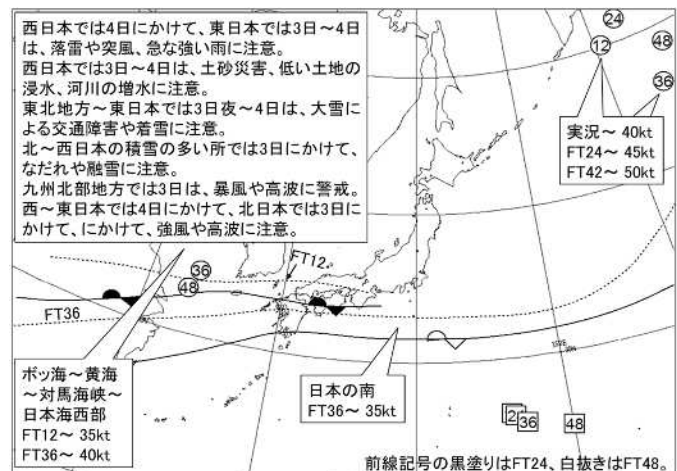 西日本では4日にかけて、東日本では3日～4日
は、落雷や突風、急な強い雨に注意。
西日本では3日～4日は、土砂災害、低い土地の
浸水、河川の増水に注意。
東北地方～東日本では3日夜～4日は、大雪に
よる交通障害や着雪に注意。
北～西日本の積雪の多い所では3日にかけて、
なだれや融雪に注意。
九州北部地方では3日は、暴風や高波に警戒。
西～東日本では4日にかけて、北日本では3日に
かけて、にかけて、強風や高波に注意。
24
12
48
36
実況～ 40kt
FT24～ 45kt
FT42～ 50kt
FT12
36
48
FT36
ボッ海～黄海
～対馬海峡～
日本海西部
FT12～ 35kt
FT36～ 40kt
日本の南
FT36～ 35kt
2
36
48
前線記号の黒塗りはFT24、白抜きはFT48。